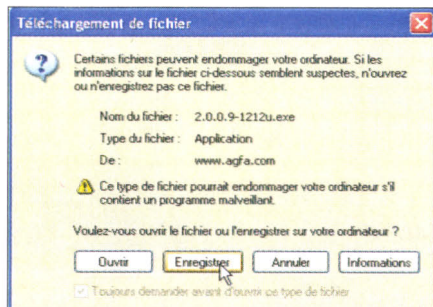 Téléchargement de fichier
Certains fichiers peuvent endommager votre ordinateur. Si les
informations sur le fichier ci-dessous semblent suspectes, n'ouvrez
ou n'enregistrez pas ce fichier.
Nom du fichier : 2.0.0.9-1212u.exe
Type du fichier : Application
De : www.agfa.com
Ce type de fichier pourrait endommager votre ordinateur s'il
contient un programme malveillant.
Voulez-vous ouvrir le fichier ou l'enregistrer sur votre ordinateur ?
Ouvrir Enregistrer Annuler Informations
Toujours demander avant d'ouvrir ce type de fichier